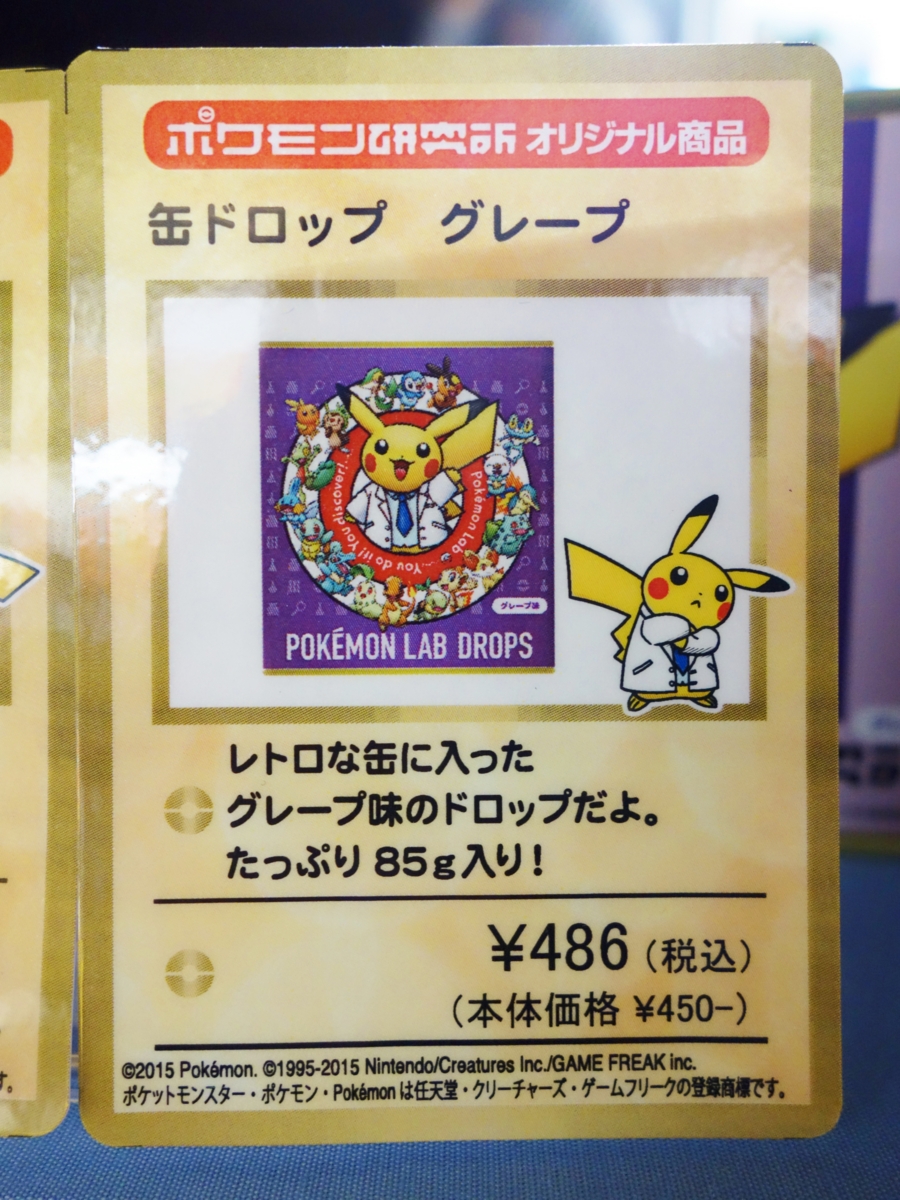 ポケモン研究所 オリジナル商品
缶ドロップ グレープ
Pokémon Lab
You do it! You discover!
グレープ味
POKÉMON LAB DROPS
レトロな缶に入った
グレープ味のドロップだよ。
たっぷり85g入り!
¥486(税込)
(本体価格 ¥450-)
©2015 Pokémon. ©1995-2015 Nintendo/Creatures Inc./GAME FREAK inc.
ポケットモンスター・ポケモン・Pokémonは任天堂・クリーチャーズ・ゲームフリークの登録商標です。
す。